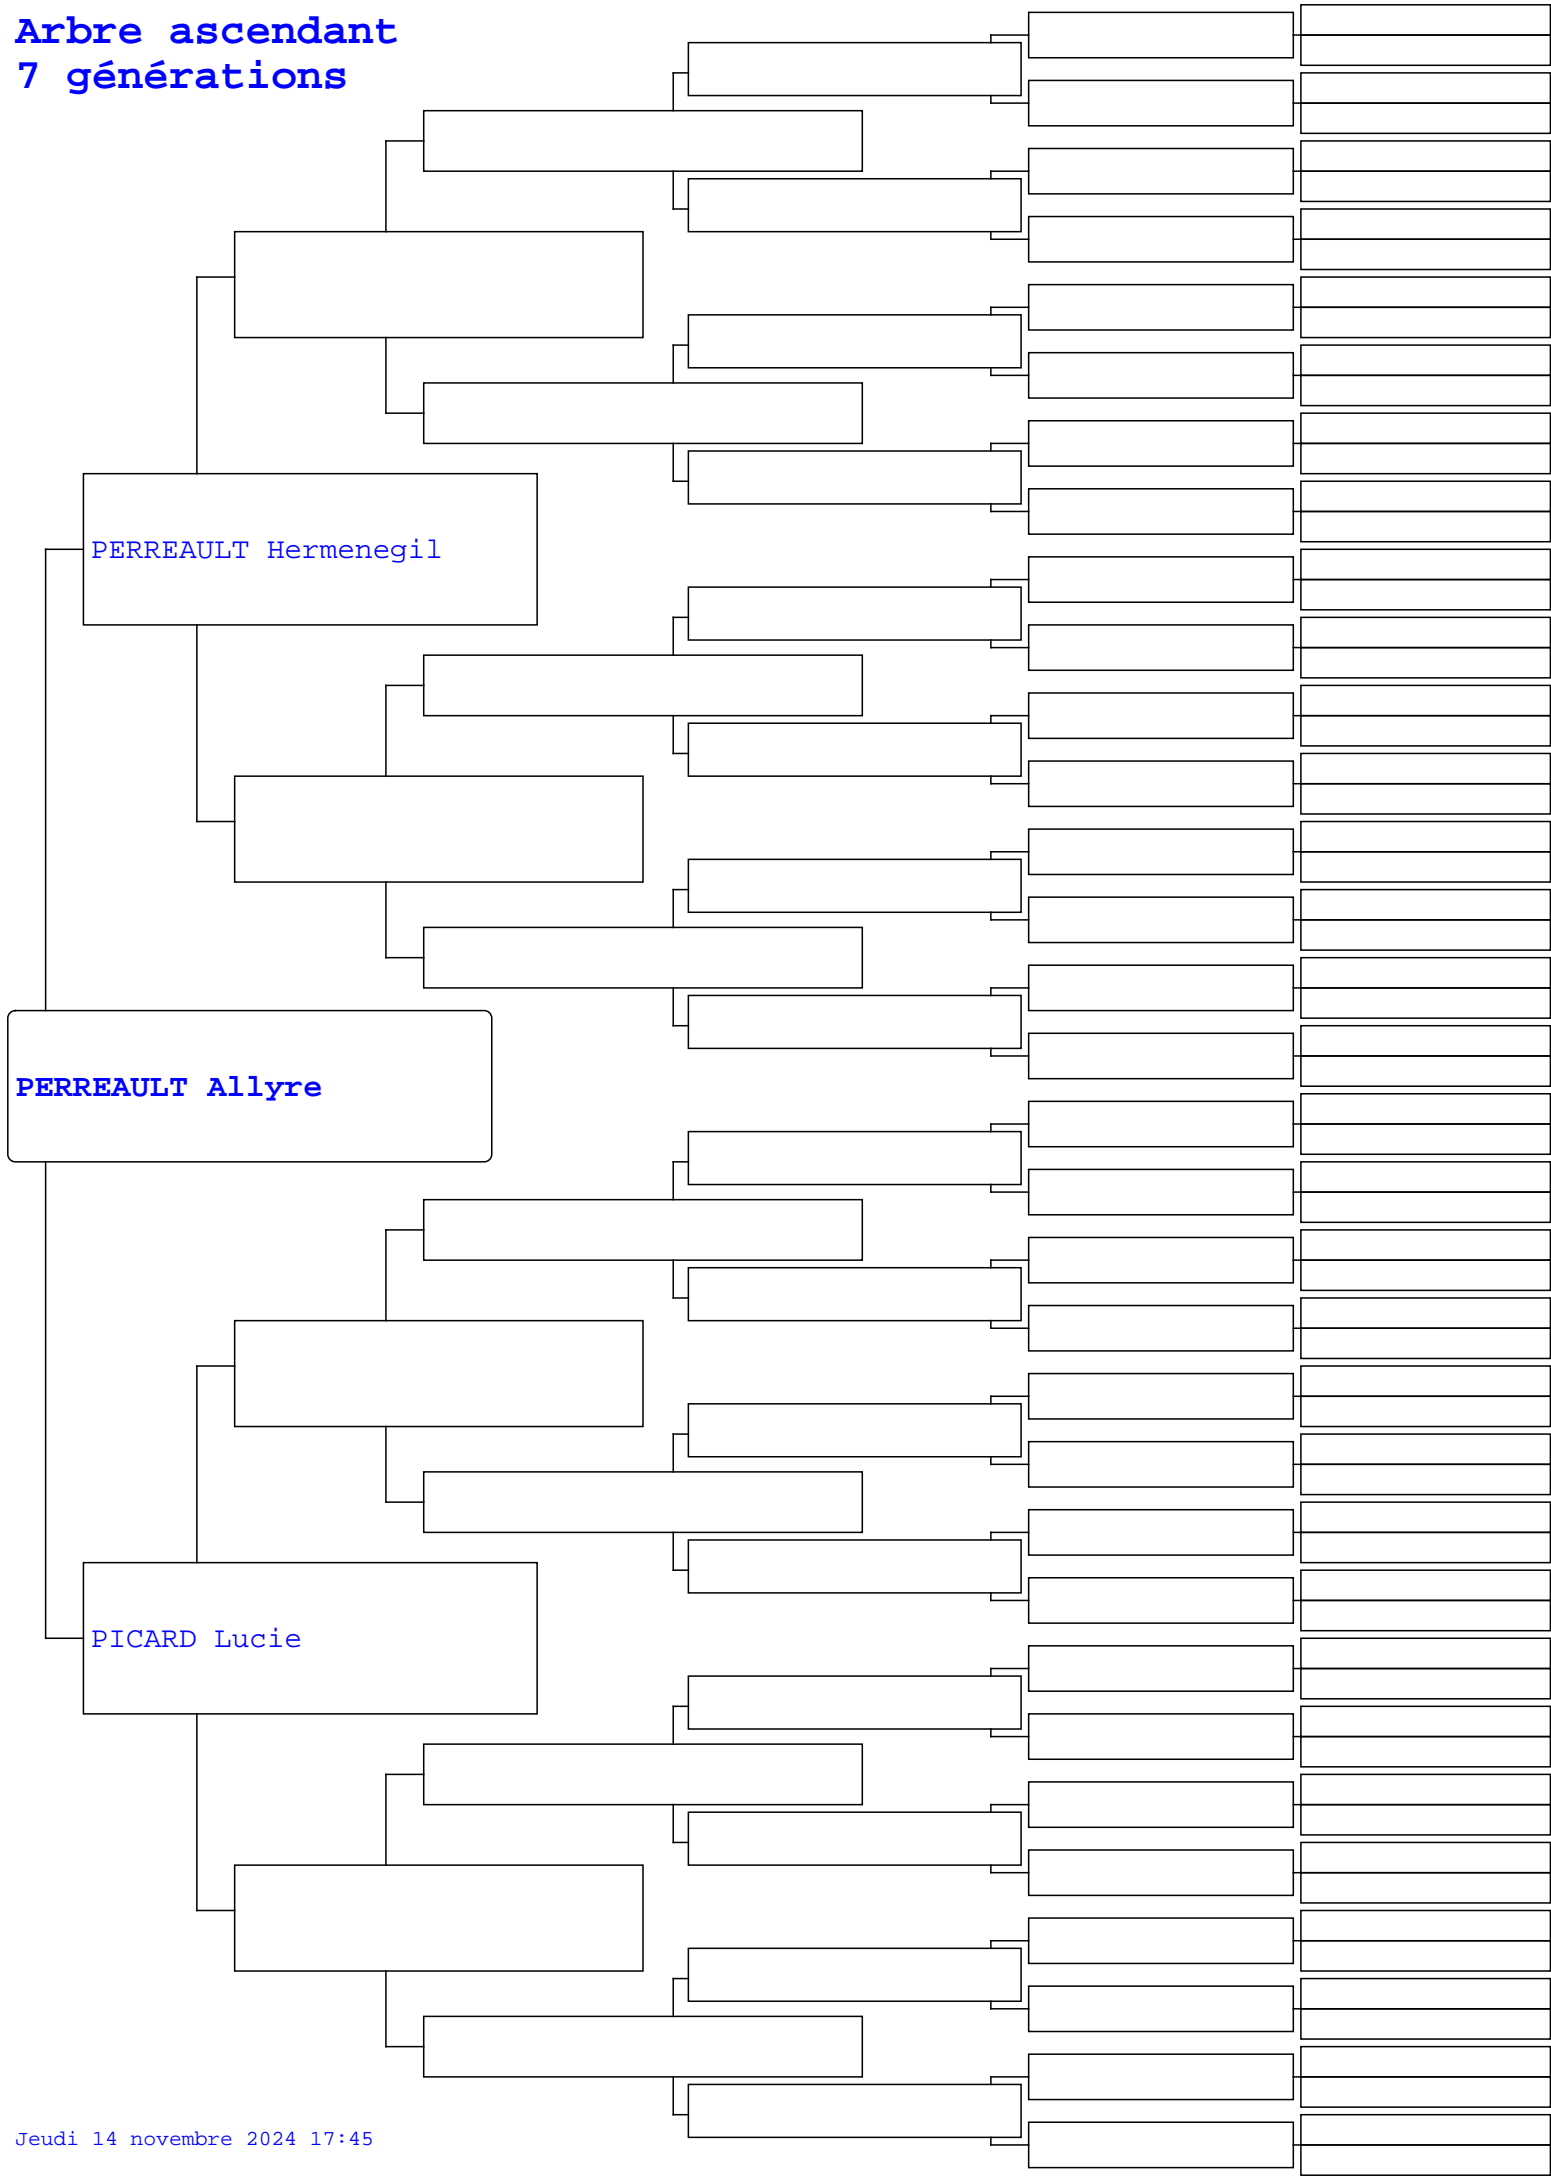 Arbre ascendant
7 générations
PERREAULT Hermenegil
PERREAULT Allyre
PICARD Lucie
Jeudi 14 novembre 2024 17:45